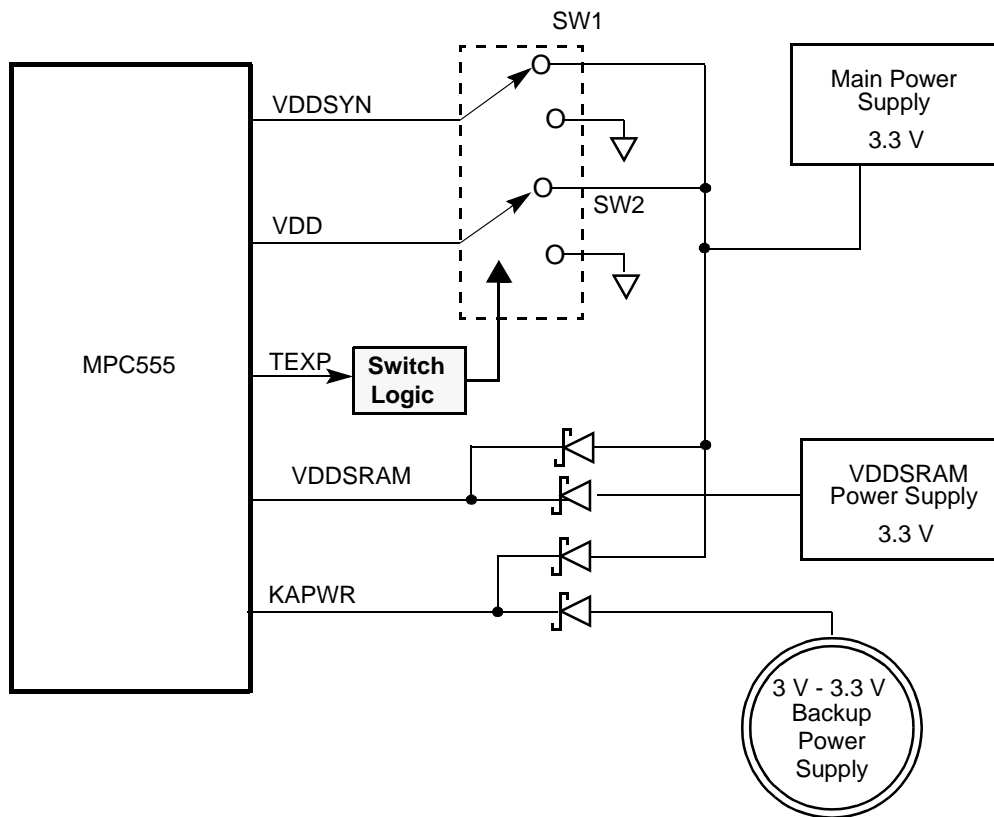 SW1
Main Power
Supply
3.3 V
VDDSYN
SW2
VDD
MPC555
TEXP
Switch
Logic
VDDSRAM
VDDSRAM
Power Supply
3.3 V
KAPWR
3 V - 3.3 V
Backup
Power
Supply